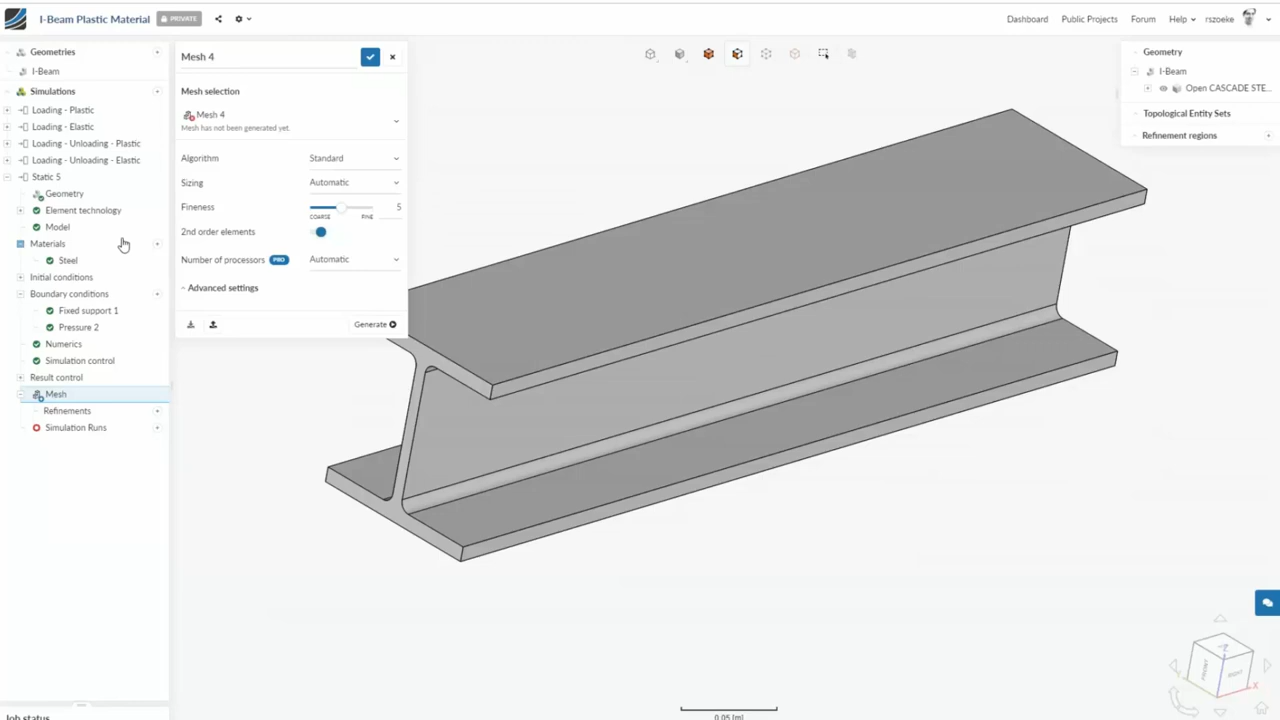 I-Beam Plastic Material
PRIVATE
Dashboard
Public Projects
Forum
Help
rszoeke
Geometries
I-Beam
Simulations
Loading - Plastic
Loading - Elastic
Loading - Unloading - Plastic
Loading - Unloading - Elastic
Static 5
Geometry
Element technology
Model
Materials
Steel
Initial conditions
Boundary conditions
Fixed support 1
Pressure 2
Numerics
Simulation control
Result control
Mesh
Refinements
Simulation Runs
Job status
Mesh 4
Mesh selection
Mesh 4
Mesh has not been generated yet.
Algorithm Standard
Sizing Automatic
Fineness 5
COARSE FINE
2nd order elements
Number of processors PRO Automatic
Advanced settings
Generate
Geometry
I-Beam
Open CASCADE STE...
Topological Entity Sets
Refinement regions
0.05 [m]
Z
FRONT
RIGHT
X